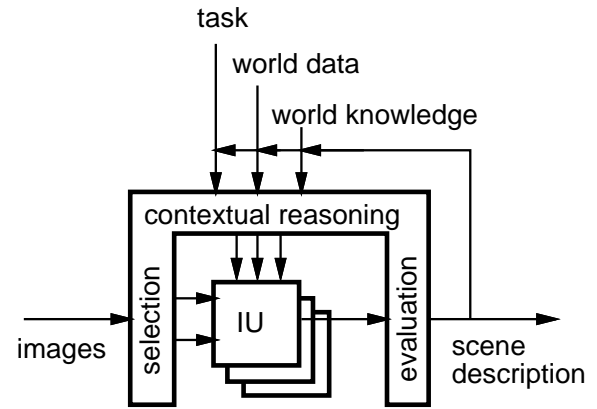 task
world data
world knowledge
contextual reasoning
selection
IU
evaluation
images
scene
description